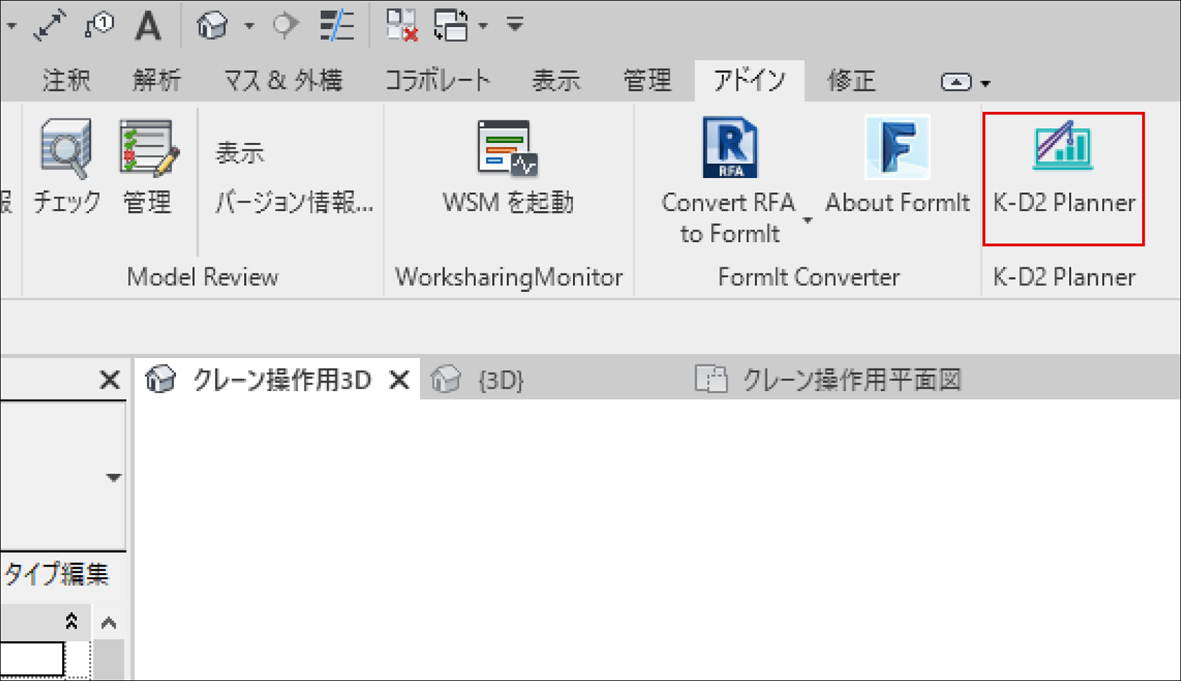 1
A
注釈 解析 マス & 外構 コラボレート 表示 管理 アドイン 修正
報
チェック
管理
表示
バージョン情報...
Model Review
WSM を起動
WorksharingMonitor
R
RFA
Convert RFA
to FormIt
F
About FormIt
FormIt Converter
K-D2 Planner
K-D2 Planner
クレーン操作用3D
{3D}
クレーン操作用平面図
タイプ編集